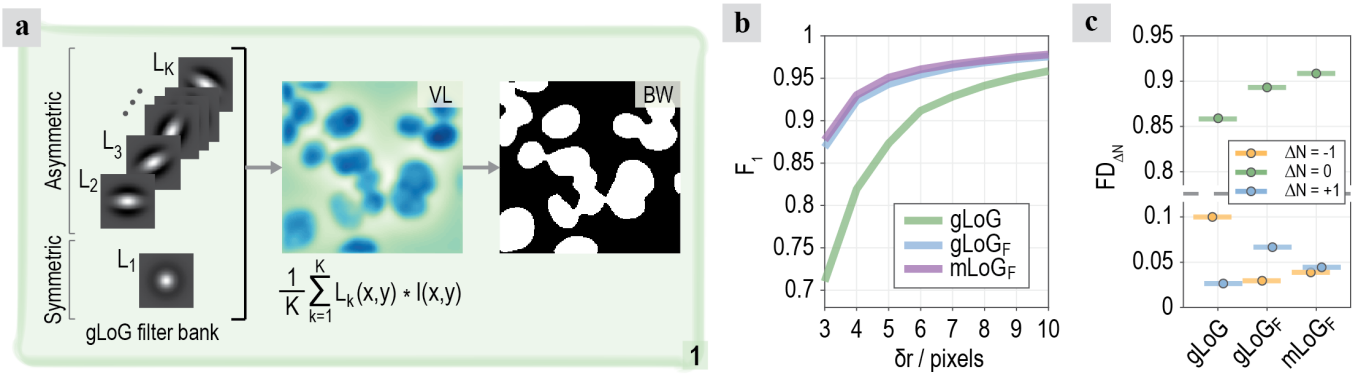 a
Asymmetric
Symmetric
L_K
L_3
L_2
L_1
gLoG filter bank
VL
BW
1/K ∑_{k=1}^{K} L_k(x,y) * I(x,y)
1
b
F_1
1
0.95
0.9
0.85
0.8
0.75
0.7
3 4 5 6 7 8 9 10
δr / pixels
gLoG
gLoG_F
mLoG_F
c
FD_ΔN
0.95
0.9
0.85
0.8
0.1
0.05
0
ΔN = -1
ΔN = 0
ΔN = +1
gLoG
gLoG_F
mLoG_F